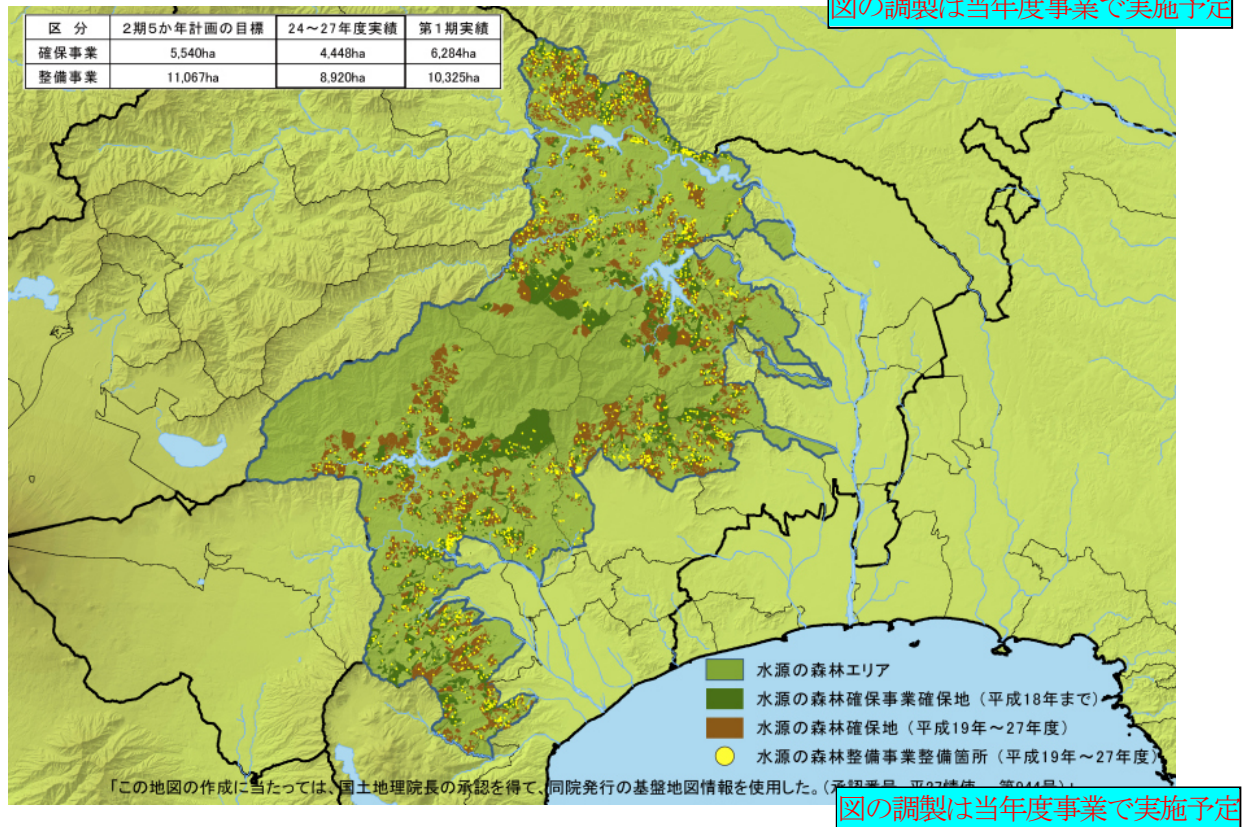 図の調製は当年度事業で実施予定
区 分 2期5か年計画の目標 24～27年度実績 第1期実績
確保事業 5,540ha 4,448ha 6,284ha
整備事業 11,067ha 8,920ha 10,325ha
水源の森林エリア
水源の森林確保事業確保地（平成18年まで）
水源の森林確保地（平成19年～27年度）
水源の森林整備事業整備箇所（平成19年～27年度）
「この地図の作成に当たっては、国土地理院長の承認を得て、同院発行の基盤地図情報を使用した。
図の調製は当年度事業で実施予定